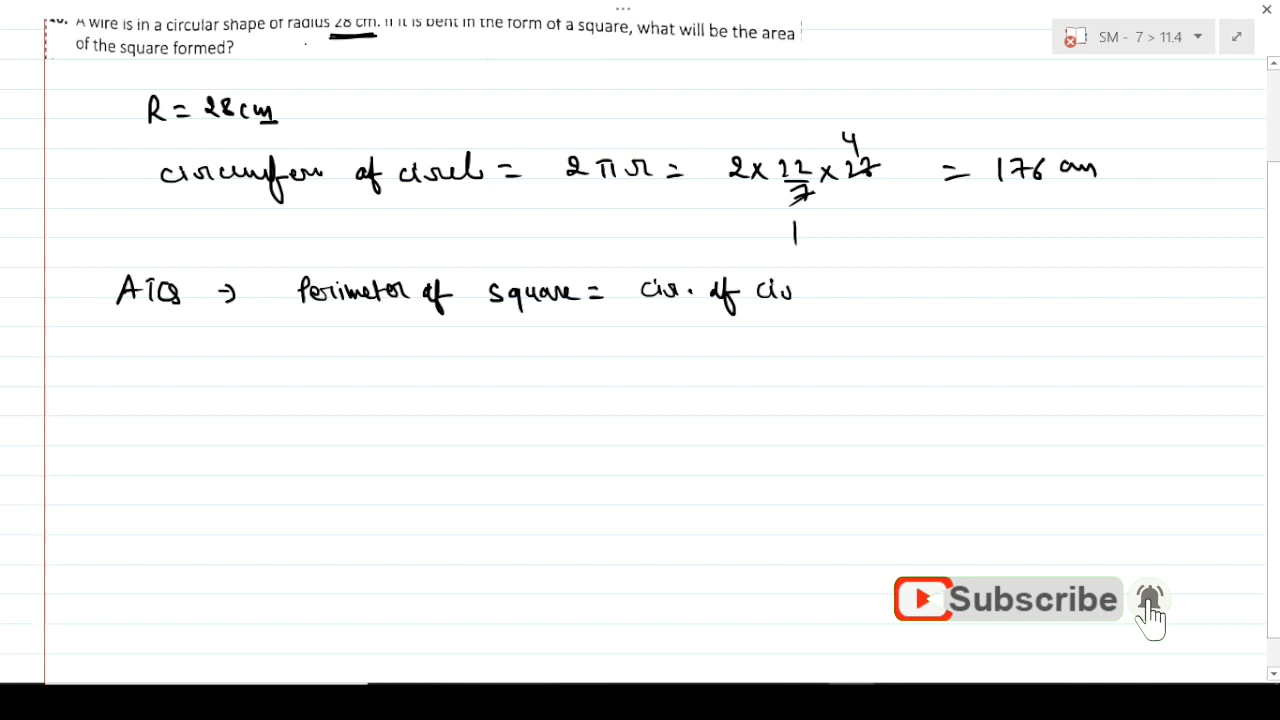 A wire is in a circular shape of radius 28 cm. If it is bent in the form of a square, what will be the area
of the square formed?
SM - 7 > 11.4
R = 28cm
circumfern of circle = 2πr = 2 × 22/7 × 28 = 176 cm
4
1
ATQ → Perimeter of square = cir. of cir
Subscribe